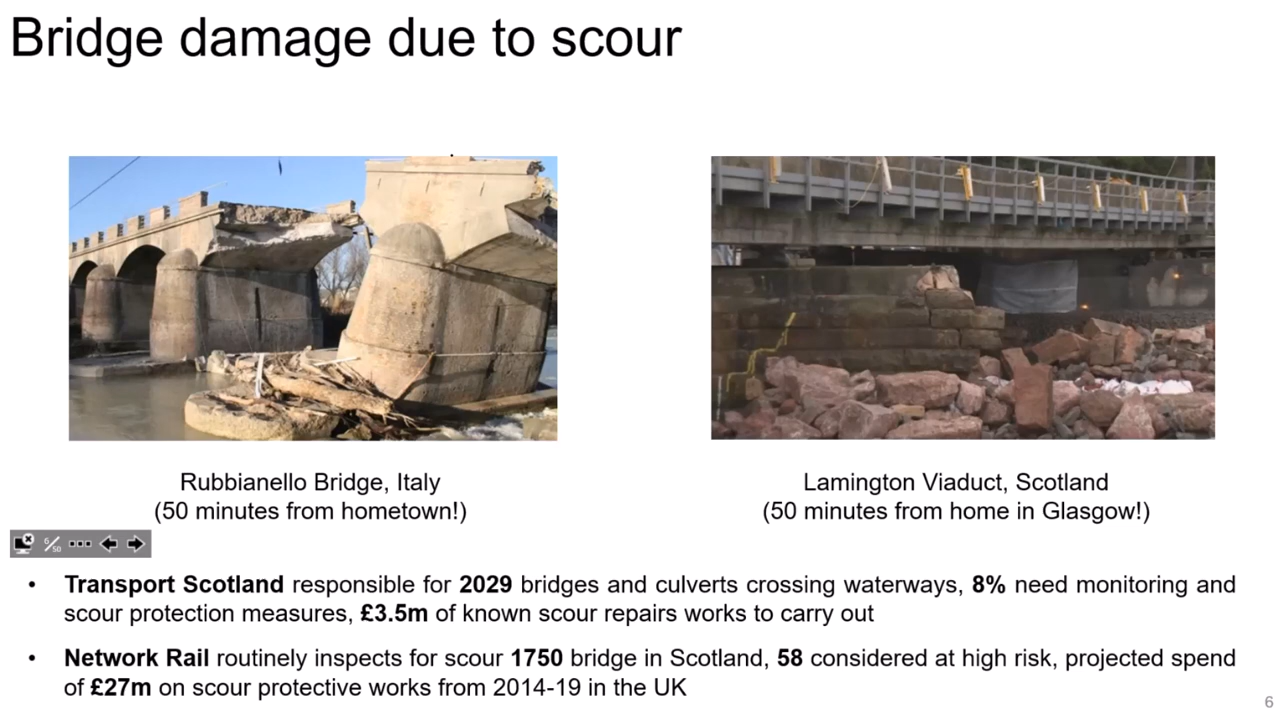 Bridge damage due to scour
Rubbianello Bridge, Italy
(50 minutes from hometown!)
Lamington Viaduct, Scotland
(50 minutes from home in Glasgow!)
6/50
• Transport Scotland responsible for 2029 bridges and culverts crossing waterways, 8% need monitoring and
scour protection measures, £3.5m of known scour repairs works to carry out
• Network Rail routinely inspects for scour 1750 bridge in Scotland, 58 considered at high risk, projected spend
of £27m on scour protective works from 2014-19 in the UK
6